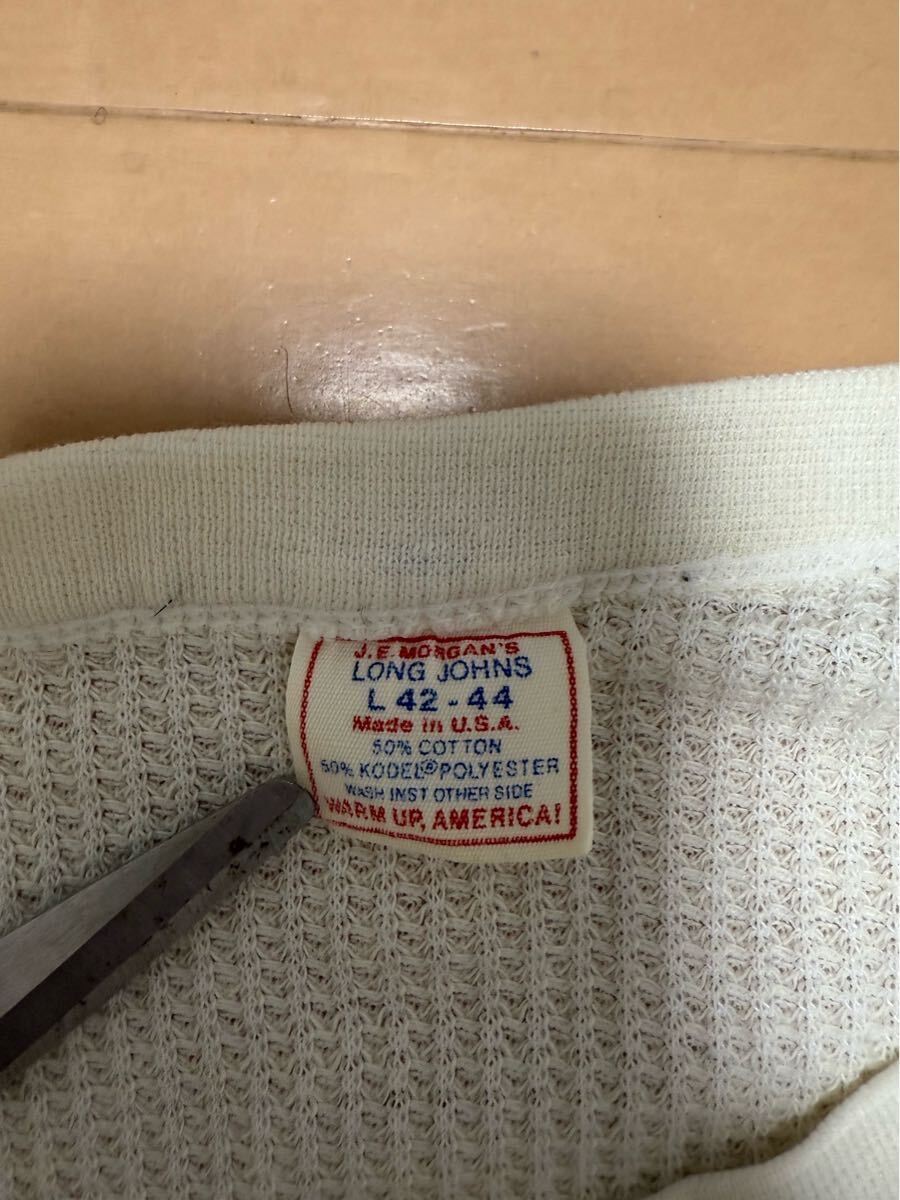 J.E. MORGAN'S
LONG JOHNS
L 42 - 44
Made in U.S.A.
50% COTTON
50% KODEL® POLYESTER
WASH INST OTHER SIDE
WARM UP, AMERICA!